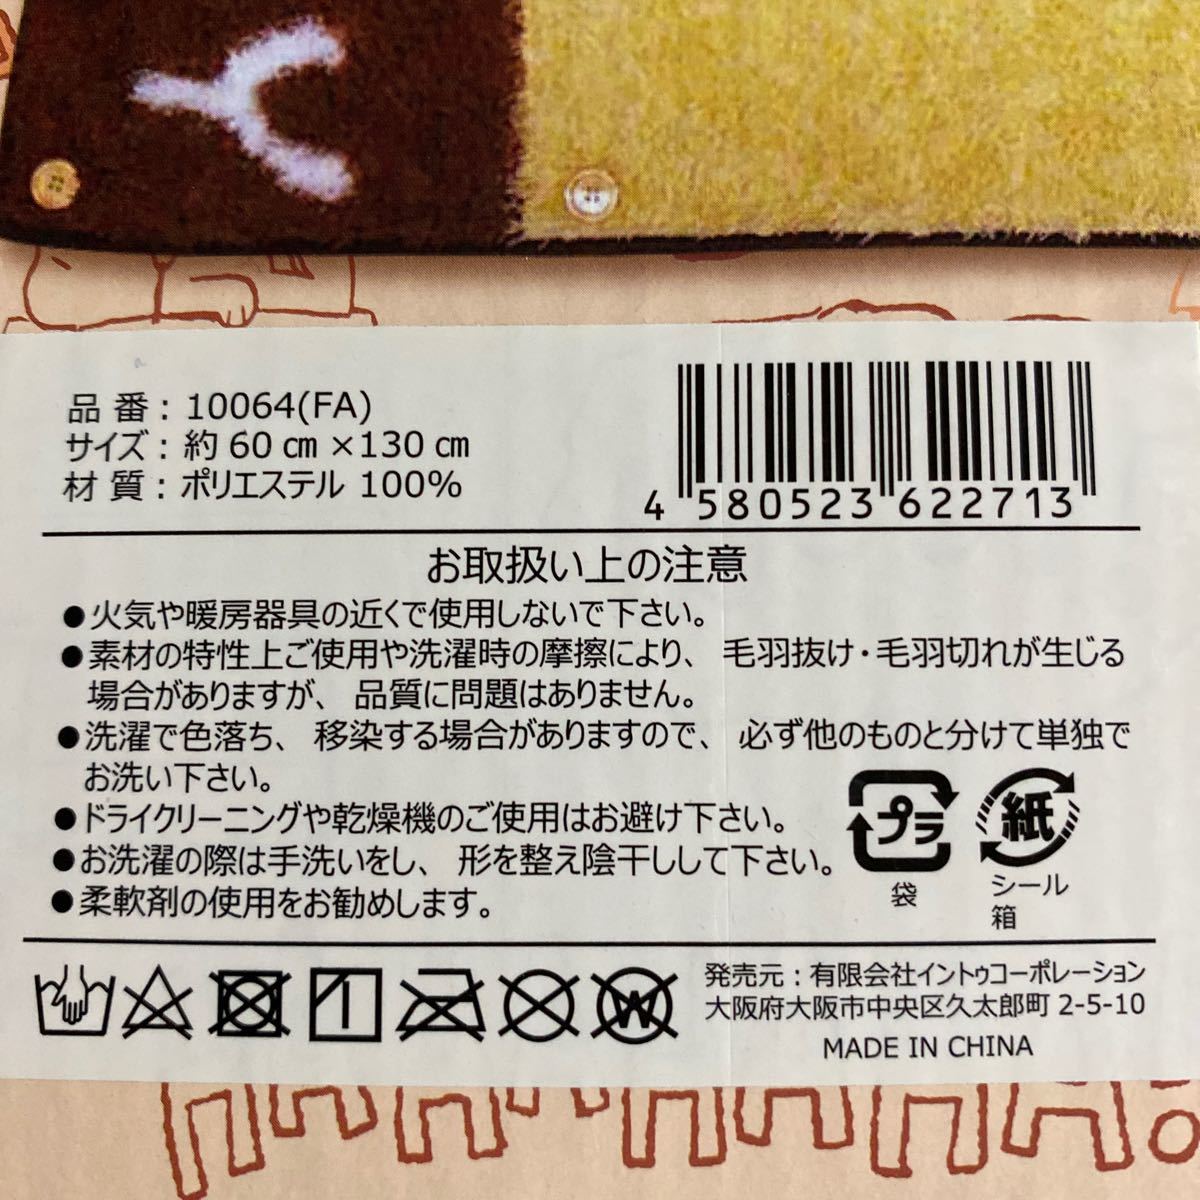 品 番 : 10064(FA)
サイズ : 約 60 ㎝ ×130 ㎝
材 質 : ポリエステル 100%
4 580523 622713
お取扱い上の注意
●火気や暖房器具の近くで使用しないで下さい。
●素材の特性上ご使用や洗濯時の摩擦により、 毛羽抜け・毛羽切れが生じる
場合がありますが、 品質に問題はありません。
●洗濯で色落ち、 移染する場合がありますので、 必ず他のものと分けて単独で
お洗い下さい。
●ドライクリーニングや乾燥機のご使用はお避け下さい。
●お洗濯の際は手洗いをし、 形を整え陰干しして下さい。
●柔軟剤の使用をお勧めします。
プラ
袋
紙
シール
箱
W
発売元 : 有限会社イントゥコーポレーション
大阪府大阪市中央区久太郎町 2-5-10
MADE IN CHINA